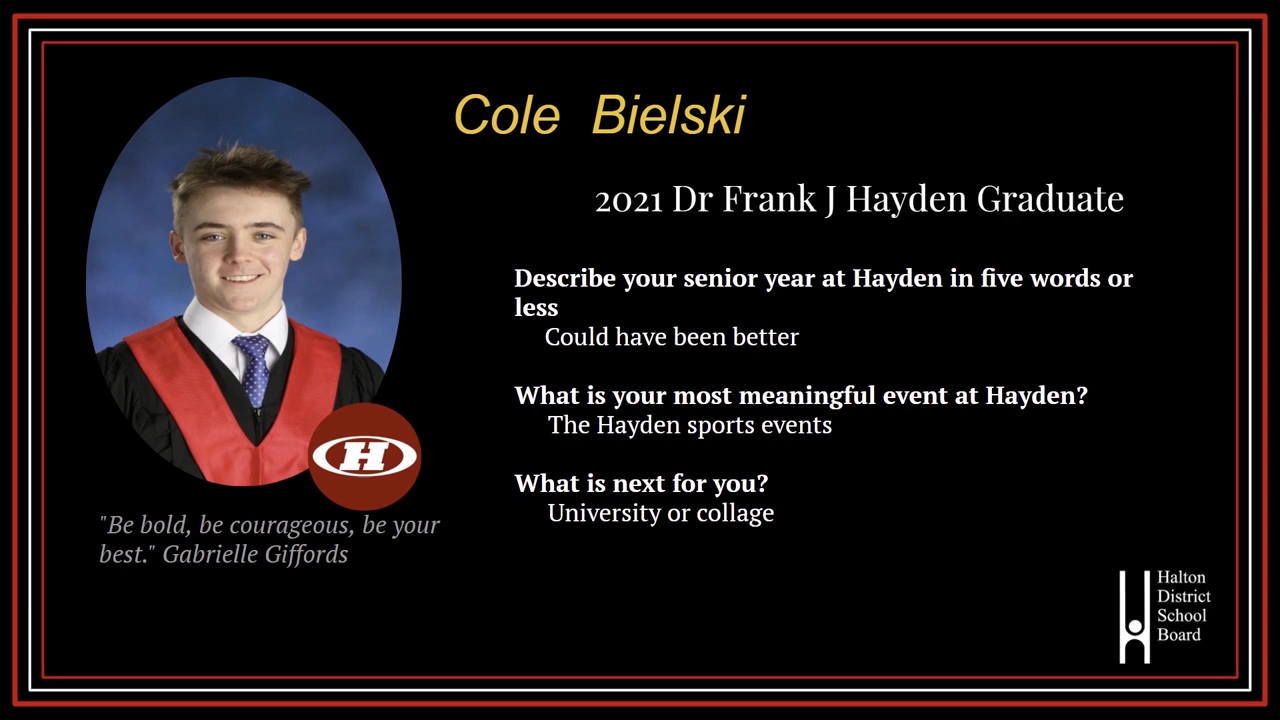 Cole Bielski
2021 Dr Frank J Hayden Graduate
Describe your senior year at Hayden in five words or
less
Could have been better
What is your most meaningful event at Hayden?
The Hayden sports events
What is next for you?
University or collage
H
"Be bold, be courageous, be your
best." Gabrielle Giffords
Halton
District
School
Board